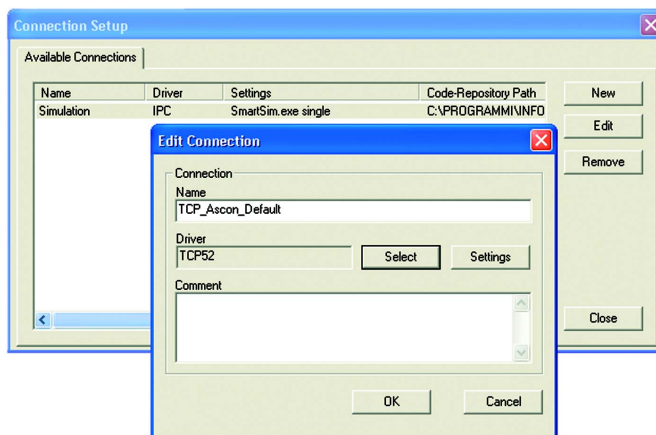 Connection Setup
Available Connections
Name Driver Settings Code-Repository Path
Simulation IPC SmartSim.exe single C:\PROGRAMMI\INFO
New
Edit
Remove
Close
Edit Connection
Connection
Name
TCP_Ascon_Default
Driver
TCP52 Select Settings
Comment
OK Cancel